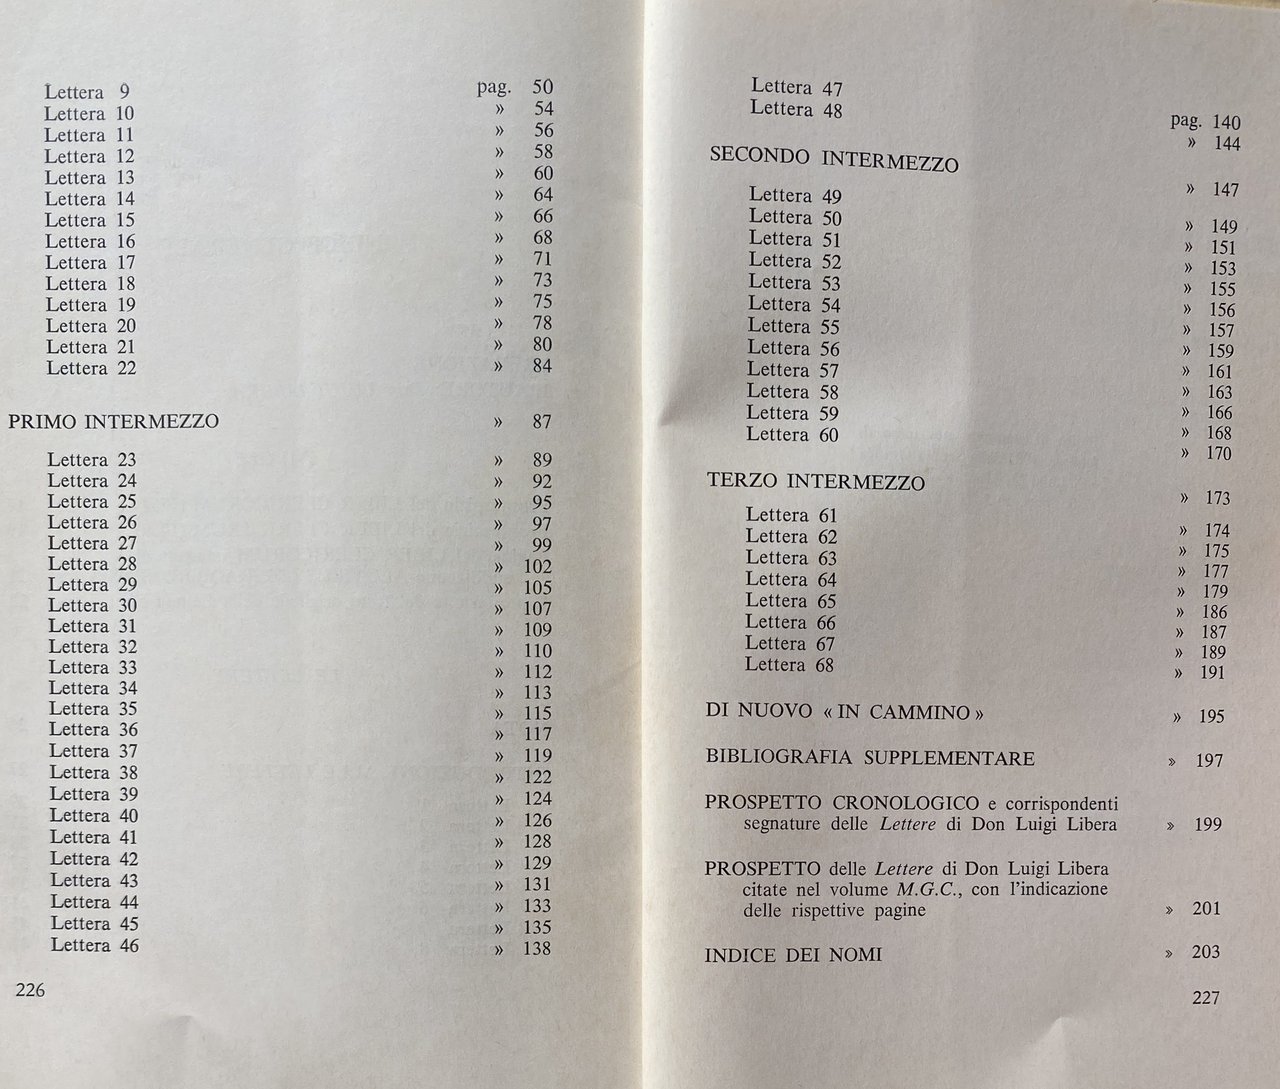 Lettera 9 pag. 50
Lettera 10 » 54
Lettera 11 » 56
Lettera 12 » 58
Lettera 13 » 60
Lettera 14 » 64
Lettera 15 » 66
Lettera 16 » 68
Lettera 17 » 71
Lettera 18 » 73
Lettera 19 » 75
Lettera 20 » 78
Lettera 21 » 80
Lettera 22 » 84
PRIMO INTERMEZZO » 87
Lettera 23 » 89
Lettera 24 » 92
Lettera 25 » 95
Lettera 26 » 97
Lettera 27 » 99
Lettera 28 » 102
Lettera 29 » 105
Lettera 30 » 107
Lettera 31 » 109
Lettera 32 » 110
Lettera 33 » 112
Lettera 34 » 113
Lettera 35 » 115
Lettera 36 » 117
Lettera 37 » 119
Lettera 38 » 122
Lettera 39 » 124
Lettera 40 » 126
Lettera 41 » 128
Lettera 42 » 129
Lettera 43 » 131
Lettera 44 » 133
Lettera 45 » 135
Lettera 46 » 138
226
Lettera 47 pag. 140
Lettera 48 » 144
SECONDO INTERMEZZO » 147
Lettera 49 » 149
Lettera 50 » 151
Lettera 51 » 153
Lettera 52 » 155
Lettera 53 » 156
Lettera 54 » 157
Lettera 55 » 159
Lettera 56 » 161
Lettera 57 » 163
Lettera 58 » 166
Lettera 59 » 168
Lettera 60 » 170
TERZO INTERMEZZO » 173
Lettera 61 » 174
Lettera 62 » 175
Lettera 63 » 177
Lettera 64 » 179
Lettera 65 » 186
Lettera 66 » 187
Lettera 67 » 189
Lettera 68 » 191
DI NUOVO « IN CAMMINO » » 195
BIBLIOGRAFIA SUPPLEMENTARE » 197
PROSPETTO CRONOLOGICO e corrispondenti
segnature delle Lettere di Don Luigi Libera » 199
PROSPETTO delle Lettere di Don Luigi Libera
citate nel volume M.G.C., con l'indicazione
delle rispettive pagine » 201
INDICE DEI NOMI » 203
227